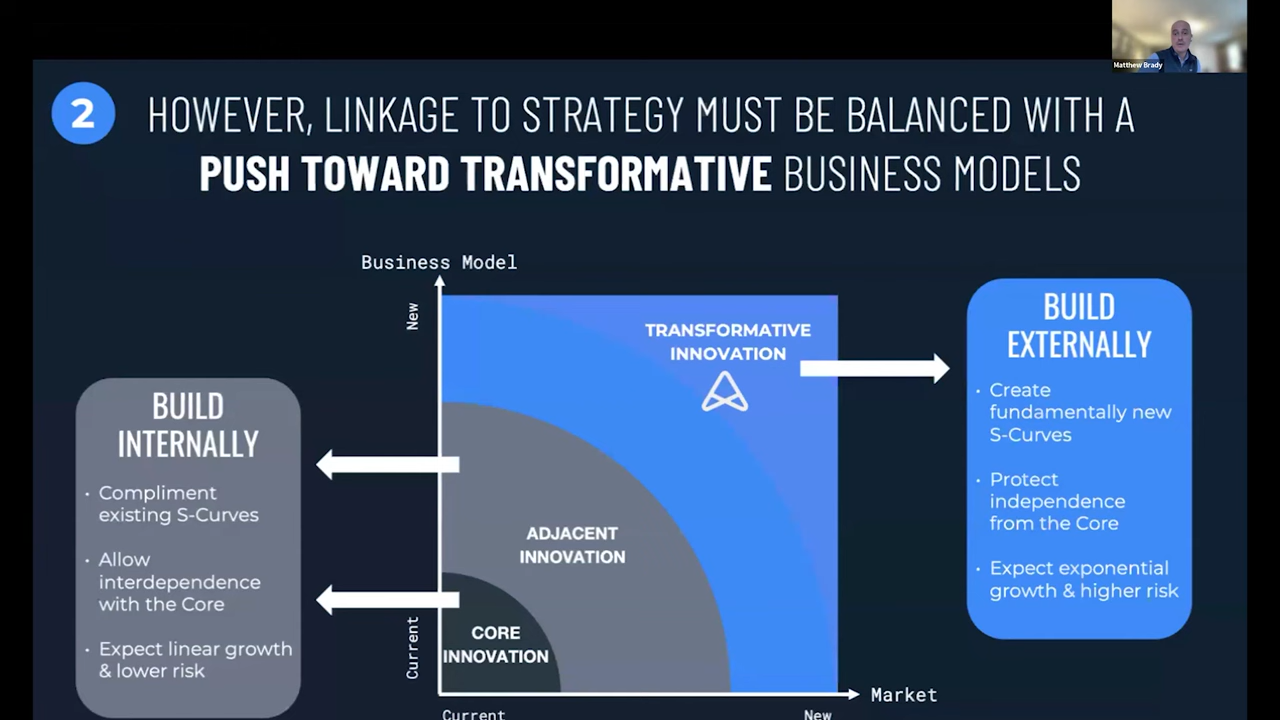 Matthew Brady
2 HOWEVER, LINKAGE TO STRATEGY MUST BE BALANCED WITH A
PUSH TOWARD TRANSFORMATIVE BUSINESS MODELS
Business Model
New
Current
TRANSFORMATIVE
INNOVATION
ADJACENT
INNOVATION
CORE
INNOVATION
Market
Current
New
BUILD
INTERNALLY
· Compliment
existing S-Curves
· Allow
interdependence
with the Core
· Expect linear growth
& lower risk
BUILD
EXTERNALLY
· Create
fundamentally new
S-Curves
· Protect
independence
from the Core
· Expect exponential
growth & higher risk